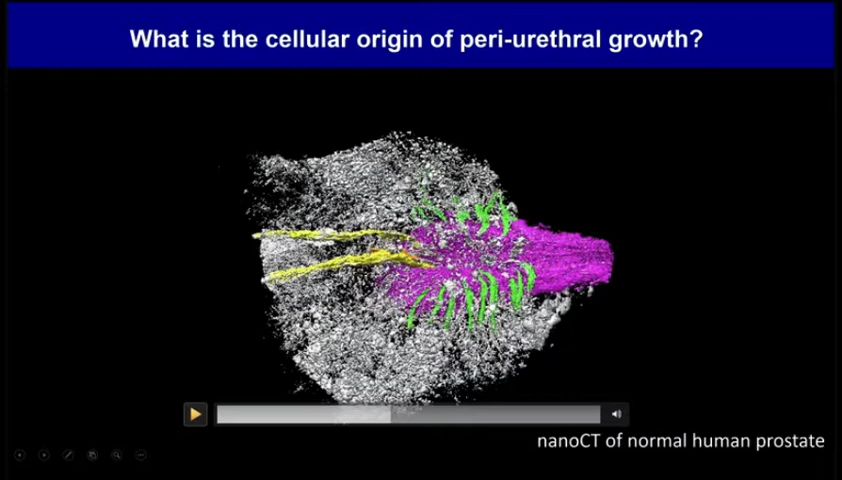 What is the cellular origin of peri-urethral growth?
nanoCT of normal human prostate